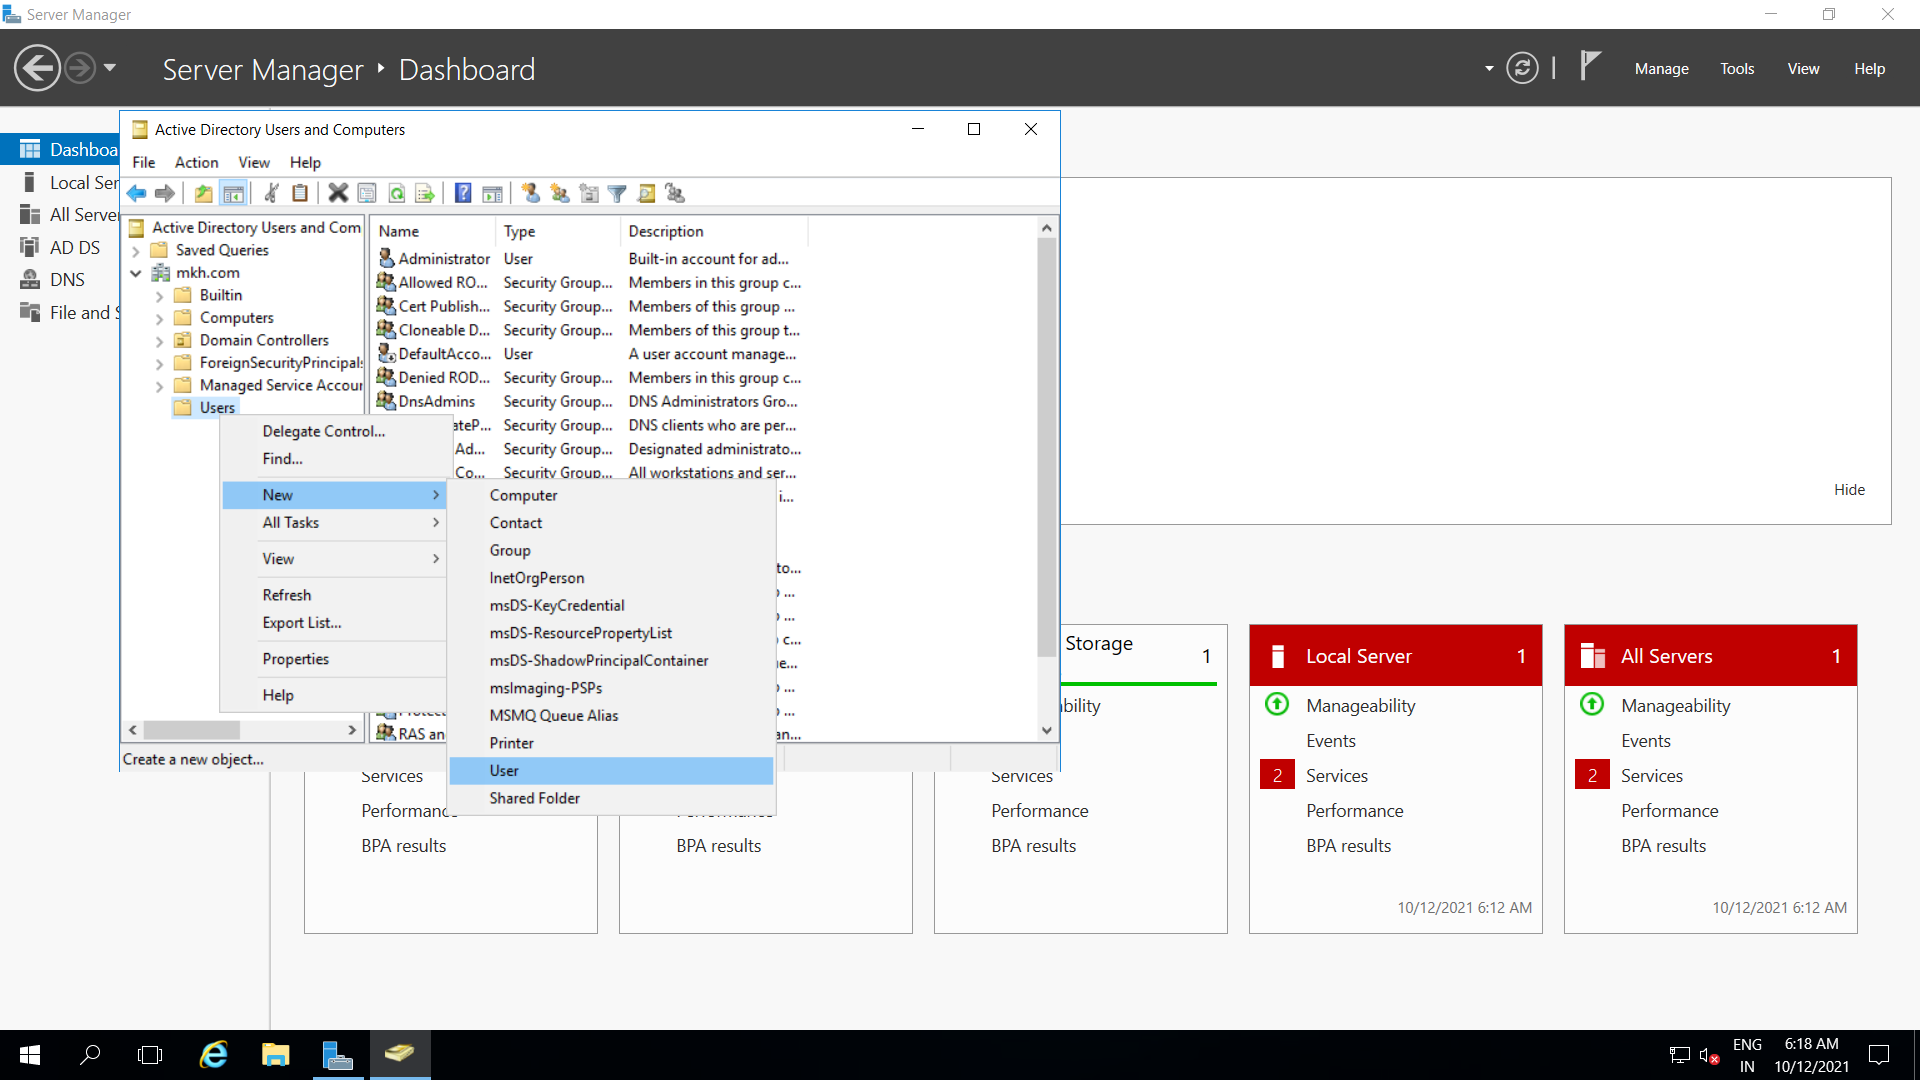 Server Manager
Server Manager ‣ Dashboard
Manage Tools View Help
Dashboa
Local Ser
All Server
AD DS
DNS
File and S
Active Directory Users and Computers
File Action View Help
Active Directory Users and Com
Saved Queries
mkh.com
Builtin
Computers
Domain Controllers
ForeignSecurityPrincipals
Managed Service Accour
Users
Name Type Description
Administrator User Built-in account for ad...
Allowed RO... Security Group... Members in this group c...
Cert Publish... Security Group... Members of this group ...
Cloneable D... Security Group... Members of this group t...
DefaultAcco... User A user account manage...
Denied ROD... Security Group... Members in this group c...
DnsAdmins Security Group... DNS Administrators Gro...
ateP... Security Group... DNS clients who are per...
Ad... Security Group... Designated administrato...
Co... Security Group... All workstations and ser...
i...
to...
...
...
c...
e...
...
...
RAS an
an...
Delegate Control...
Find...
New
All Tasks
View
Refresh
Export List...
Properties
Help
Computer
Contact
Group
InetOrgPerson
msDS-KeyCredential
msDS-ResourcePropertyList
msDS-ShadowPrincipalContainer
msImaging-PSPs
MSMQ Queue Alias
Printer
User
Shared Folder
Create a new object...
Hide
Services
Performance
BPA results
BPA results
Storage 1
bility
Services
Performance
BPA results
Local Server 1
Manageability
Events
2 Services
Performance
BPA results
10/12/2021 6:12 AM
All Servers 1
Manageability
Events
2 Services
Performance
BPA results
10/12/2021 6:12 AM
ENG
IN
6:18 AM
10/12/2021